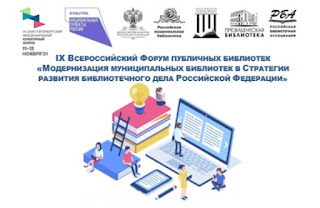 IX САНКТ-ПЕТЕРБУРГСКИЙ
МЕЖДУНАРОДНЫЙ
КУЛЬТУРНЫЙ
ФОРУМ
11–13
НОЯБРЯ'21
КУЛЬТУРА
НАЦИОНАЛЬНЫЕ
ПРОЕКТЫ
РОССИИ
Российская
национальная
библиотека
ПРЕЗИДЕНТСКАЯ
БИБЛИОТЕКА
РБА
РОССИЙСКАЯ
БИБЛИОТЕЧНАЯ
АССОЦИАЦИЯ
IX ВСЕРОССИЙСКИЙ ФОРУМ ПУБЛИЧНЫХ БИБЛИОТЕК
«МОДЕРНИЗАЦИЯ МУНИЦИПАЛЬНЫХ БИБЛИОТЕК В СТРАТЕГИИ
РАЗВИТИЯ БИБЛИОТЕЧНОГО ДЕЛА РОССИЙСКОЙ ФЕДЕРАЦИИ»